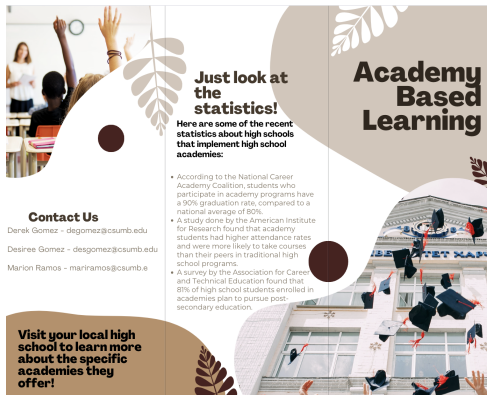 Contact Us
Derek Gomez – degomez@csumb.edu
Desiree Gomez – desgomez@csumb.edu
Marion Ramos – mariramos@csumb.e
Visit your local high
school to learn more
about the specific
academies they
offer!
Just look at
the
statistics!
Here are some of the recent
statistics about high schools
that implement high school
academies:
• According to the National Career
Academy Coalition, students who
participate in academy programs have
a 90% graduation rate, compared to a
national average of 80%.
• A study done by the American Institute
for Research found that academy
students had higher attendance rates
and were more likely to take courses
than their peers in traditional high
school programs.
• A survey by the Association for Career
and Technical Education found that
81% of high school students enrolled in
academies plan to pursue post-
secondary education.
Academy
Based
Learning